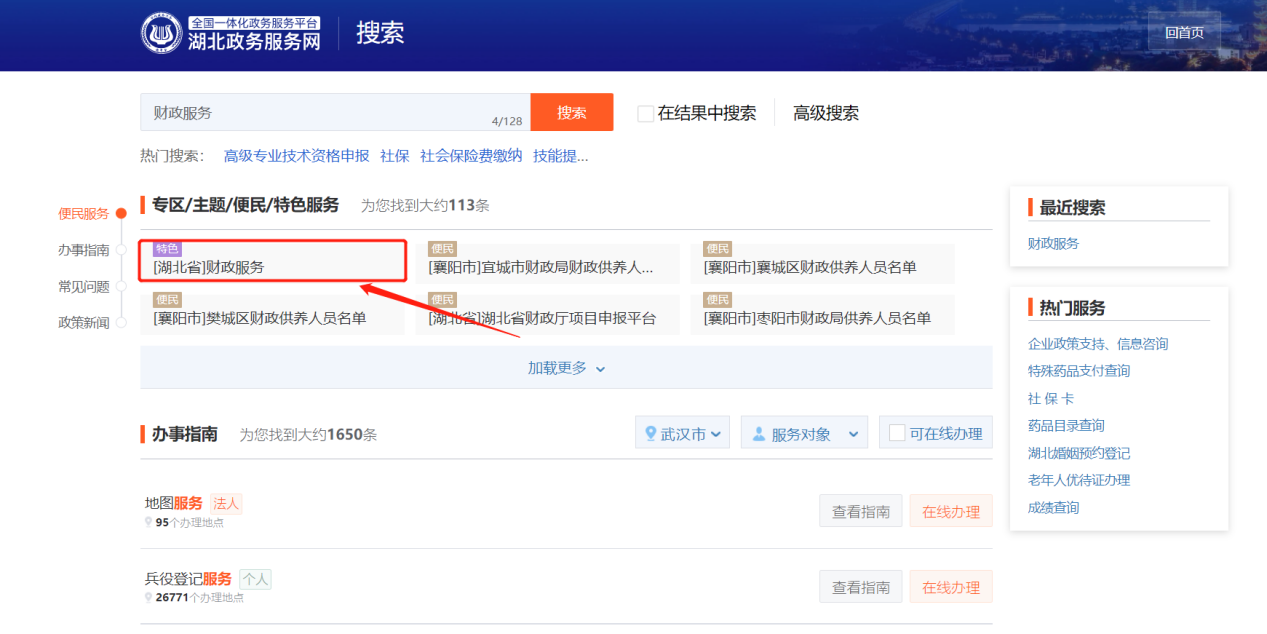 全国一体化政务服务平台
湖北政务服务网
搜索
回首页
财政服务
4/128
搜索
在结果中搜索
高级搜索
热门搜索： 高级专业技术资格申报 社保 社会保险费缴纳 技能提...
便民服务
办事指南
常见问题
政策新闻
专区/主题/便民/特色服务 为您找到大约113条
特色
[湖北省]财政服务
便民
[襄阳市]宜城市财政局财政供养人...
便民
[襄阳市]襄城区财政供养人员名单
便民
[襄阳市]樊城区财政供养人员名单
便民
[湖北省]湖北省财政厅项目申报平台
便民
[襄阳市]枣阳市财政局供养人员名单
加载更多
办事指南 为您找到大约1650条
武汉市
服务对象
可在线办理
地图服务 法人
95个办理地点
查看指南
在线办理
兵役登记服务 个人
26771个办理地点
查看指南
在线办理
最近搜索
财政服务
热门服务
企业政策支持、信息咨询
特殊药品支付查询
社 保 卡
药品目录查询
湖北婚姻预约登记
老年人优待证办理
成绩查询